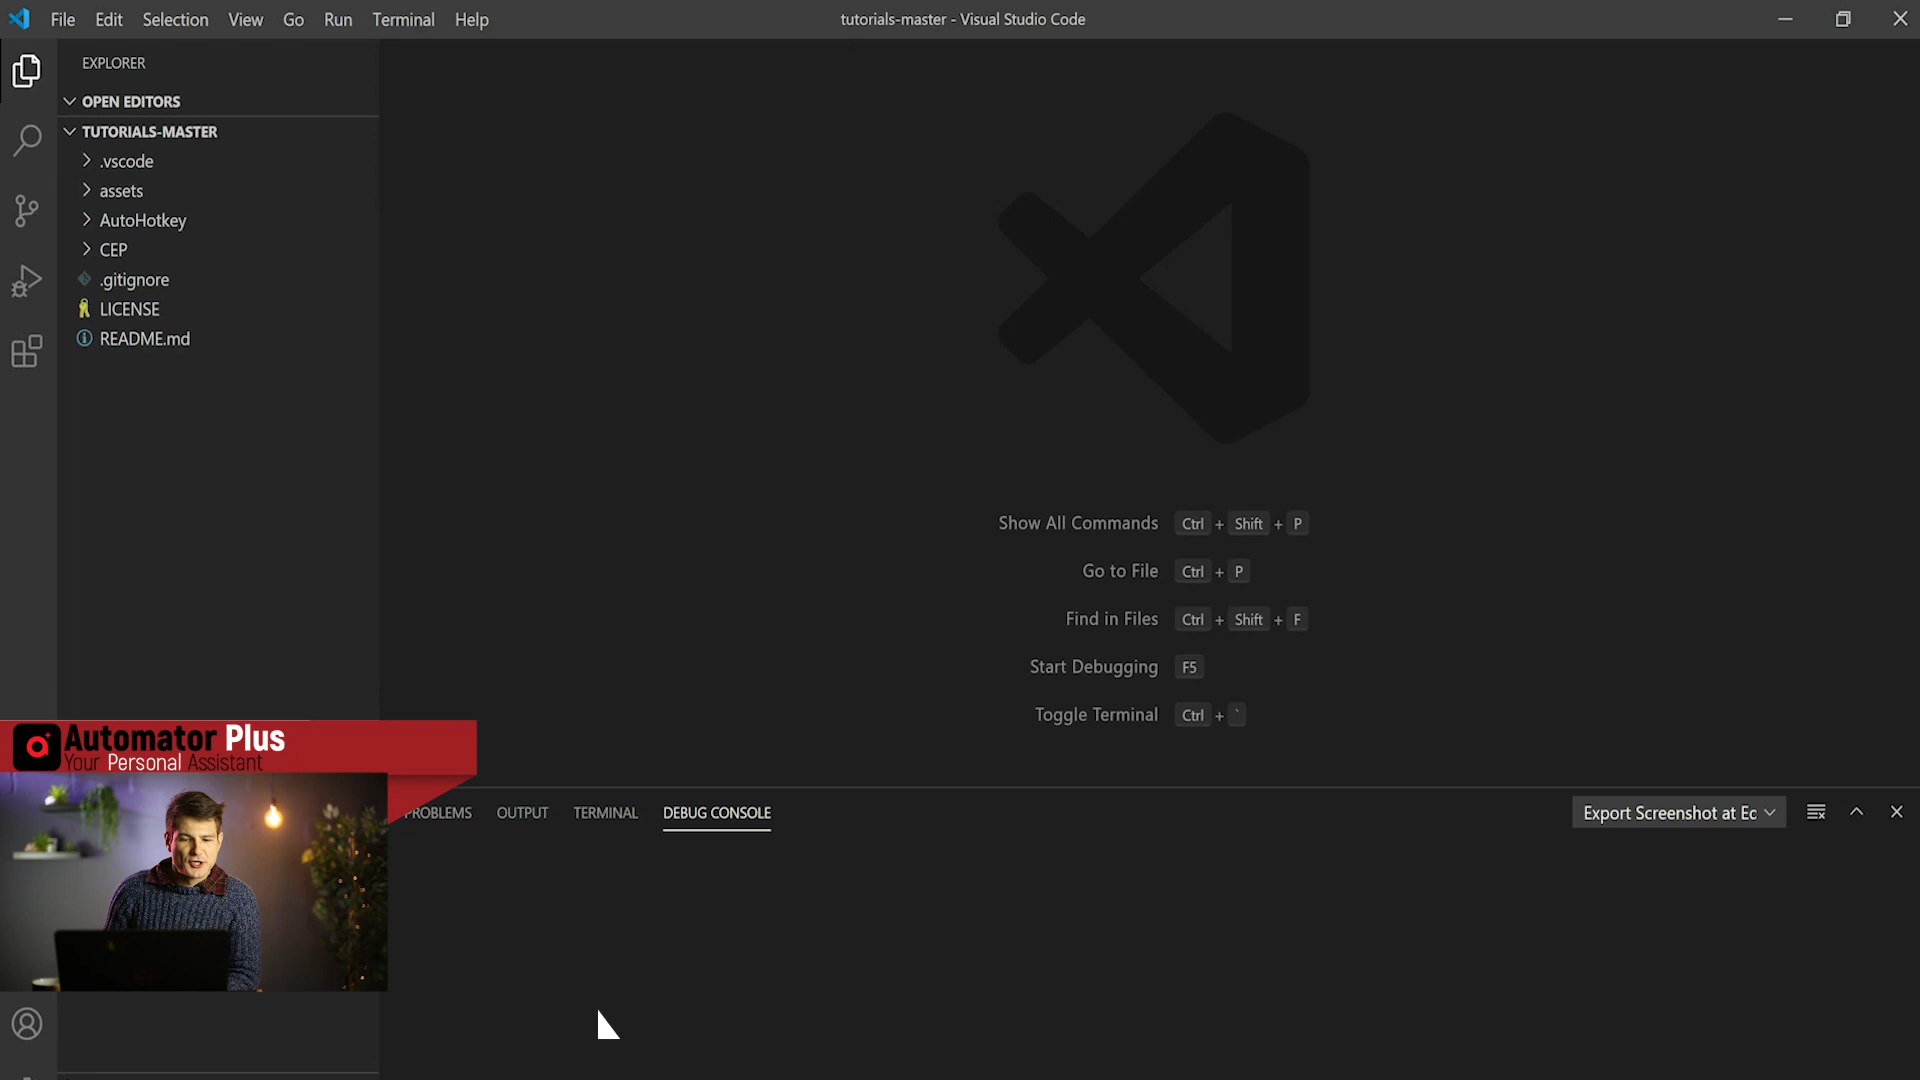 File Edit Selection View Go Run Terminal Help
tutorials-master - Visual Studio Code
EXPLORER
OPEN EDITORS
TUTORIALS-MASTER
.vscode
assets
AutoHotkey
CEP
.gitignore
LICENSE
README.md
Show All Commands Ctrl + Shift + P
Go to File Ctrl + P
Find in Files Ctrl + Shift + F
Start Debugging F5
Toggle Terminal Ctrl + `
Automator Plus
Your Personal Assistant
PROBLEMS OUTPUT TERMINAL DEBUG CONSOLE
Export Screenshot at Ec